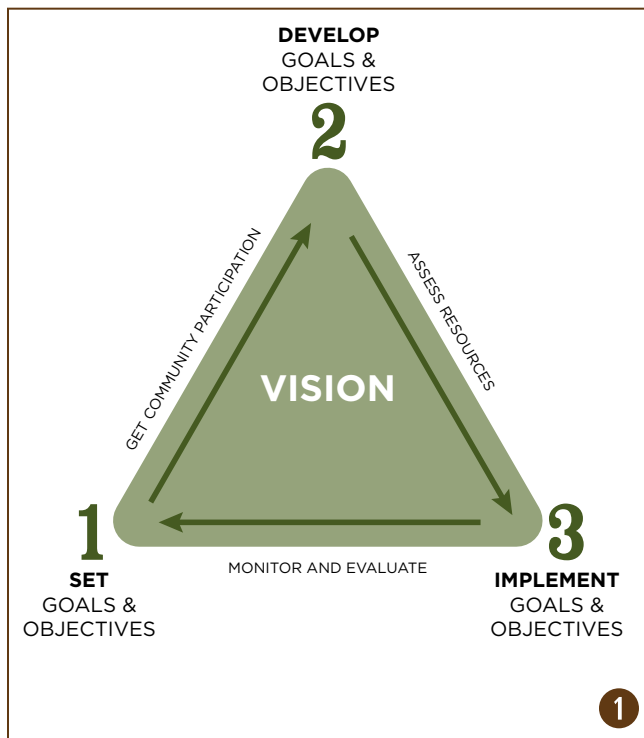 DEVELOP
GOALS &
OBJECTIVES
2
GET COMMUNITY PARTICIPATION
ASSESS RESOURCES
VISION
1
SET
GOALS &
OBJECTIVES
MONITOR AND EVALUATE
3
IMPLEMENT
GOALS &
OBJECTIVES
1